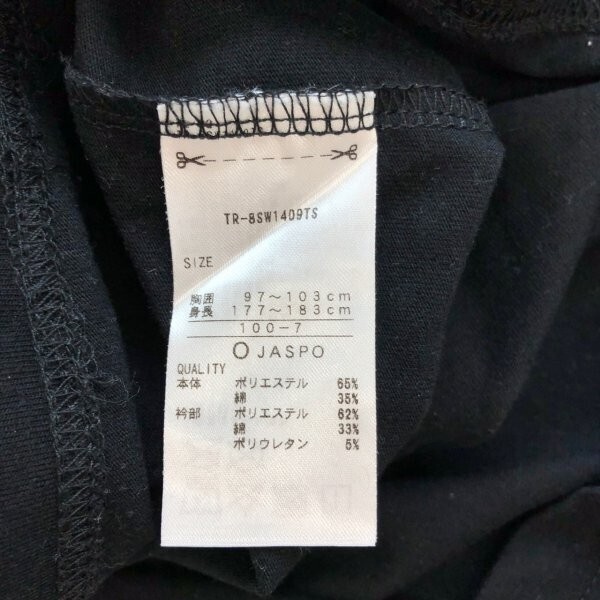 TR-8SW1409TS
SIZE
胸囲 97〜103cm
身長 177〜183cm
100-7
O JASPO
QUALITY
本体 ポリエステル 65%
綿 35%
衿部 ポリエステル 62%
綿 33%
ポリウレタン 5%